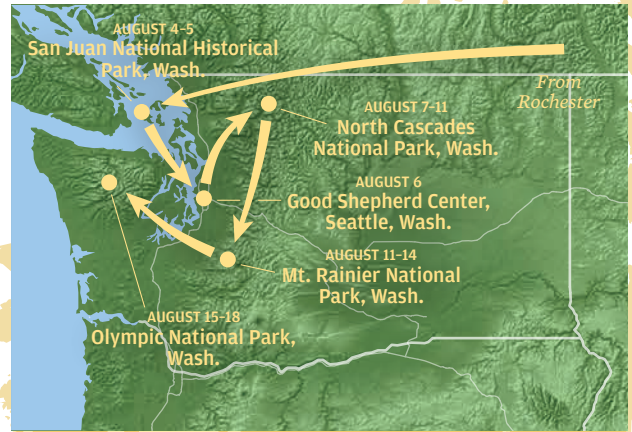 AUGUST 4–5
San Juan National Historical
Park, Wash.
From
Rochester
AUGUST 7–11
North Cascades
National Park, Wash.
AUGUST 6
Good Shepherd Center,
Seattle, Wash.
AUGUST 11–14
Mt. Rainier National
Park, Wash.
AUGUST 15-18
Olympic National Park,
Wash.